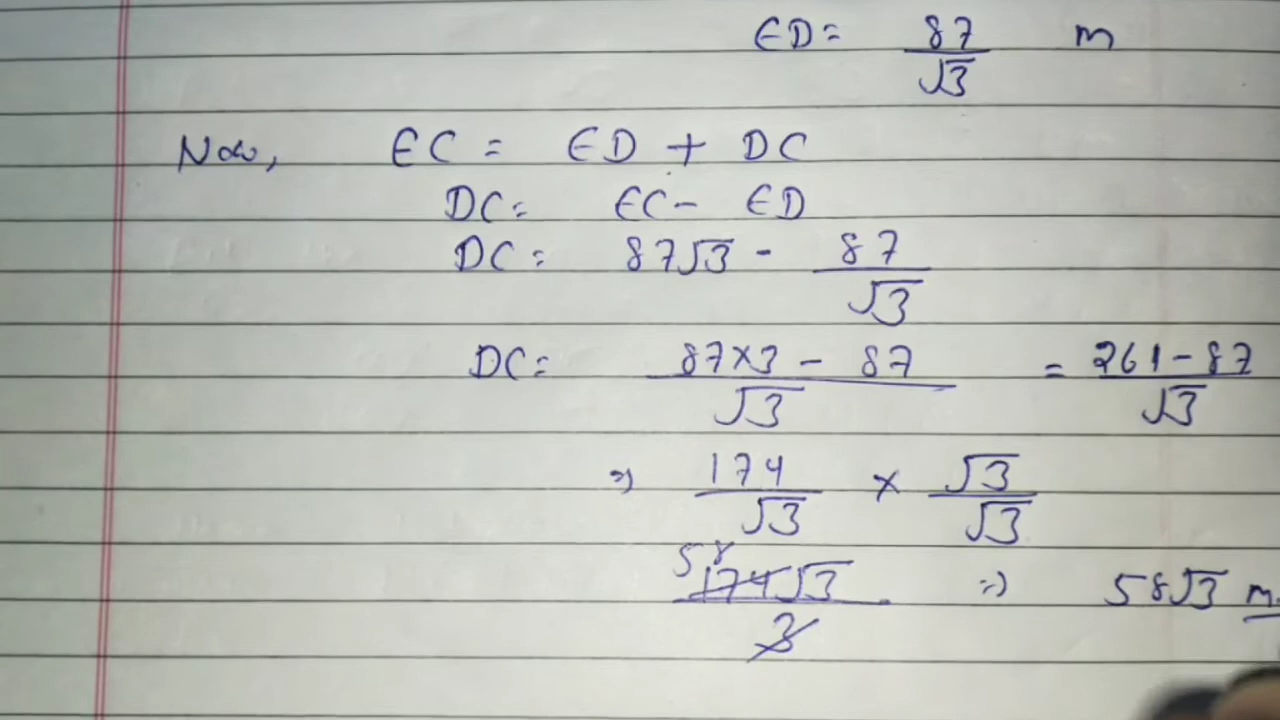 ED = 87/√3 m
Now, EC = ED + DC
DC = EC - ED
DC = 87√3 - 87/√3
DC = 87×3 - 87/√3 = 261 - 87/√3
⇒ 174/√3 × √3/√3
58
174√3/3 ⇒ 58√3 m.